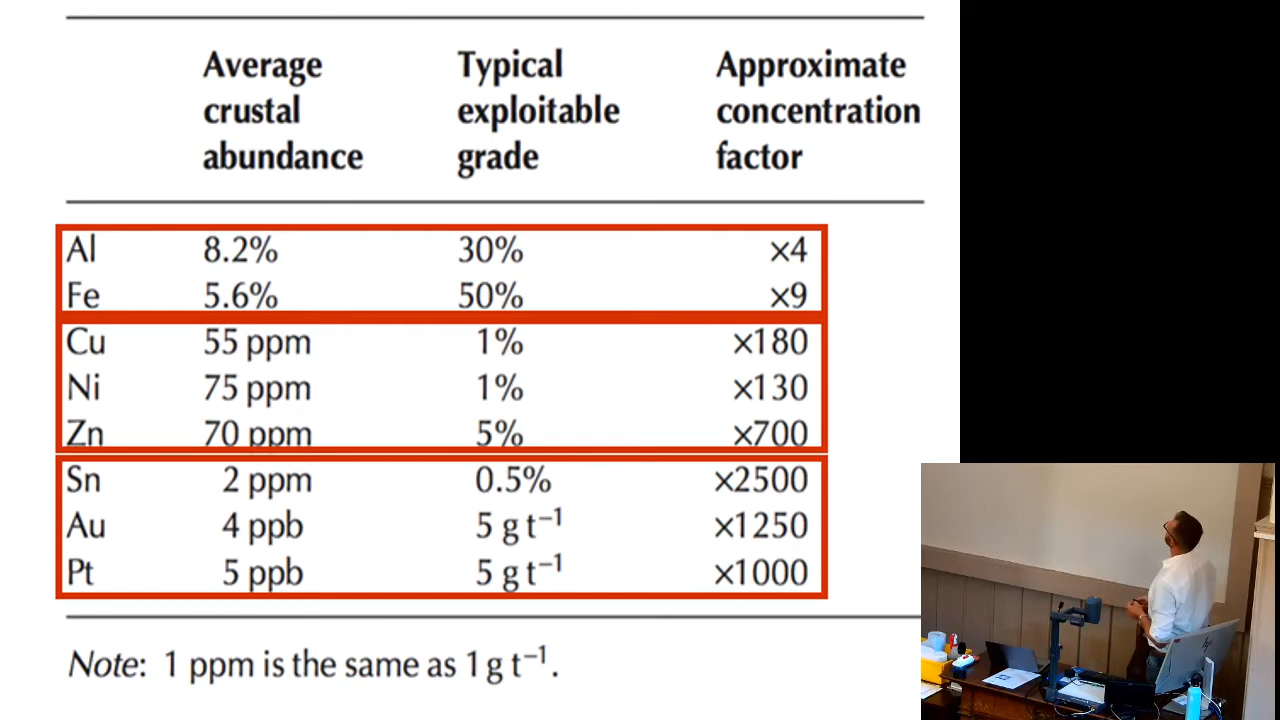 Average Typical Approximate
crustal exploitable concentration
abundance grade factor
Al 8.2% 30% ×4
Fe 5.6% 50% ×9
Cu 55 ppm 1% ×180
Ni 75 ppm 1% ×130
Zn 70 ppm 5% ×700
Sn 2 ppm 0.5% ×2500
Au 4 ppb 5 g t⁻¹ ×1250
Pt 5 ppb 5 g t⁻¹ ×1000
Note: 1 ppm is the same as 1 g t⁻¹.
hp